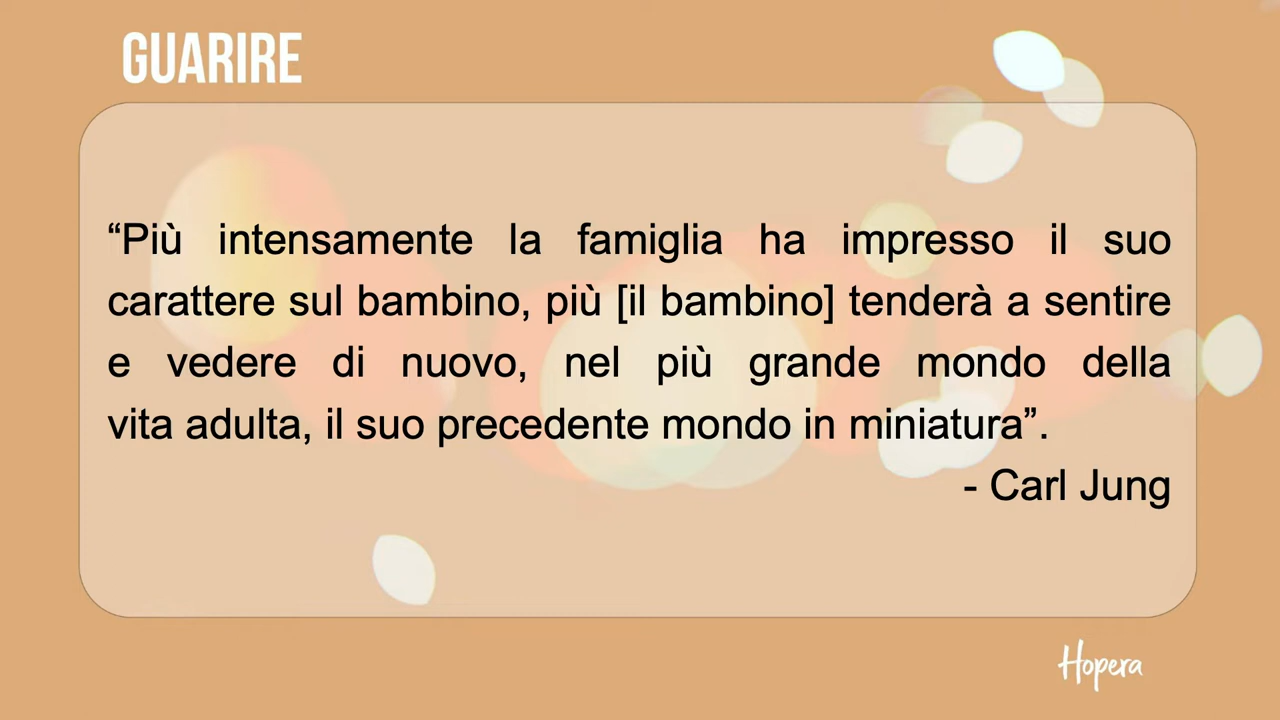 GUARIRE
“Più intensamente la famiglia ha impresso il suo
carattere sul bambino, più [il bambino] tenderà a sentire
e vedere di nuovo, nel più grande mondo della
vita adulta, il suo precedente mondo in miniatura”.
- Carl Jung
Hopera